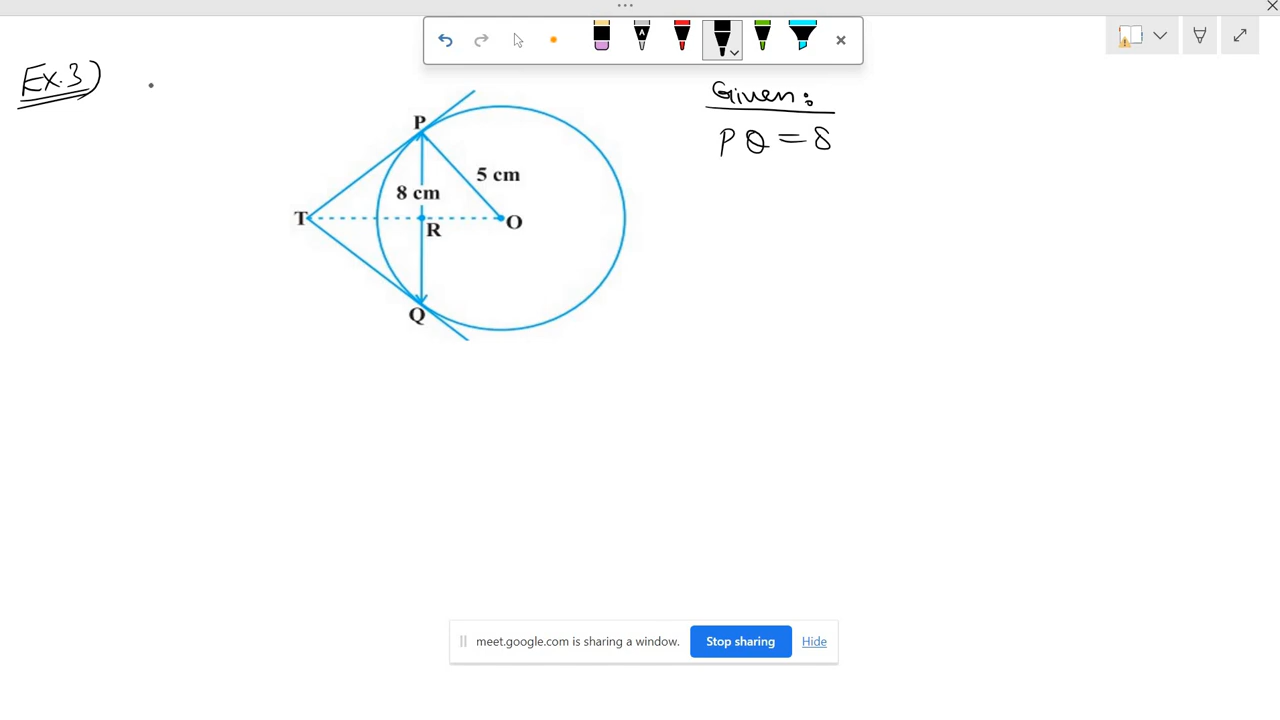 Ex.3)
Given:
PQ = 8
P
5 cm
8 cm
T
R
O
Q
meet.google.com is sharing a window.
Stop sharing
Hide